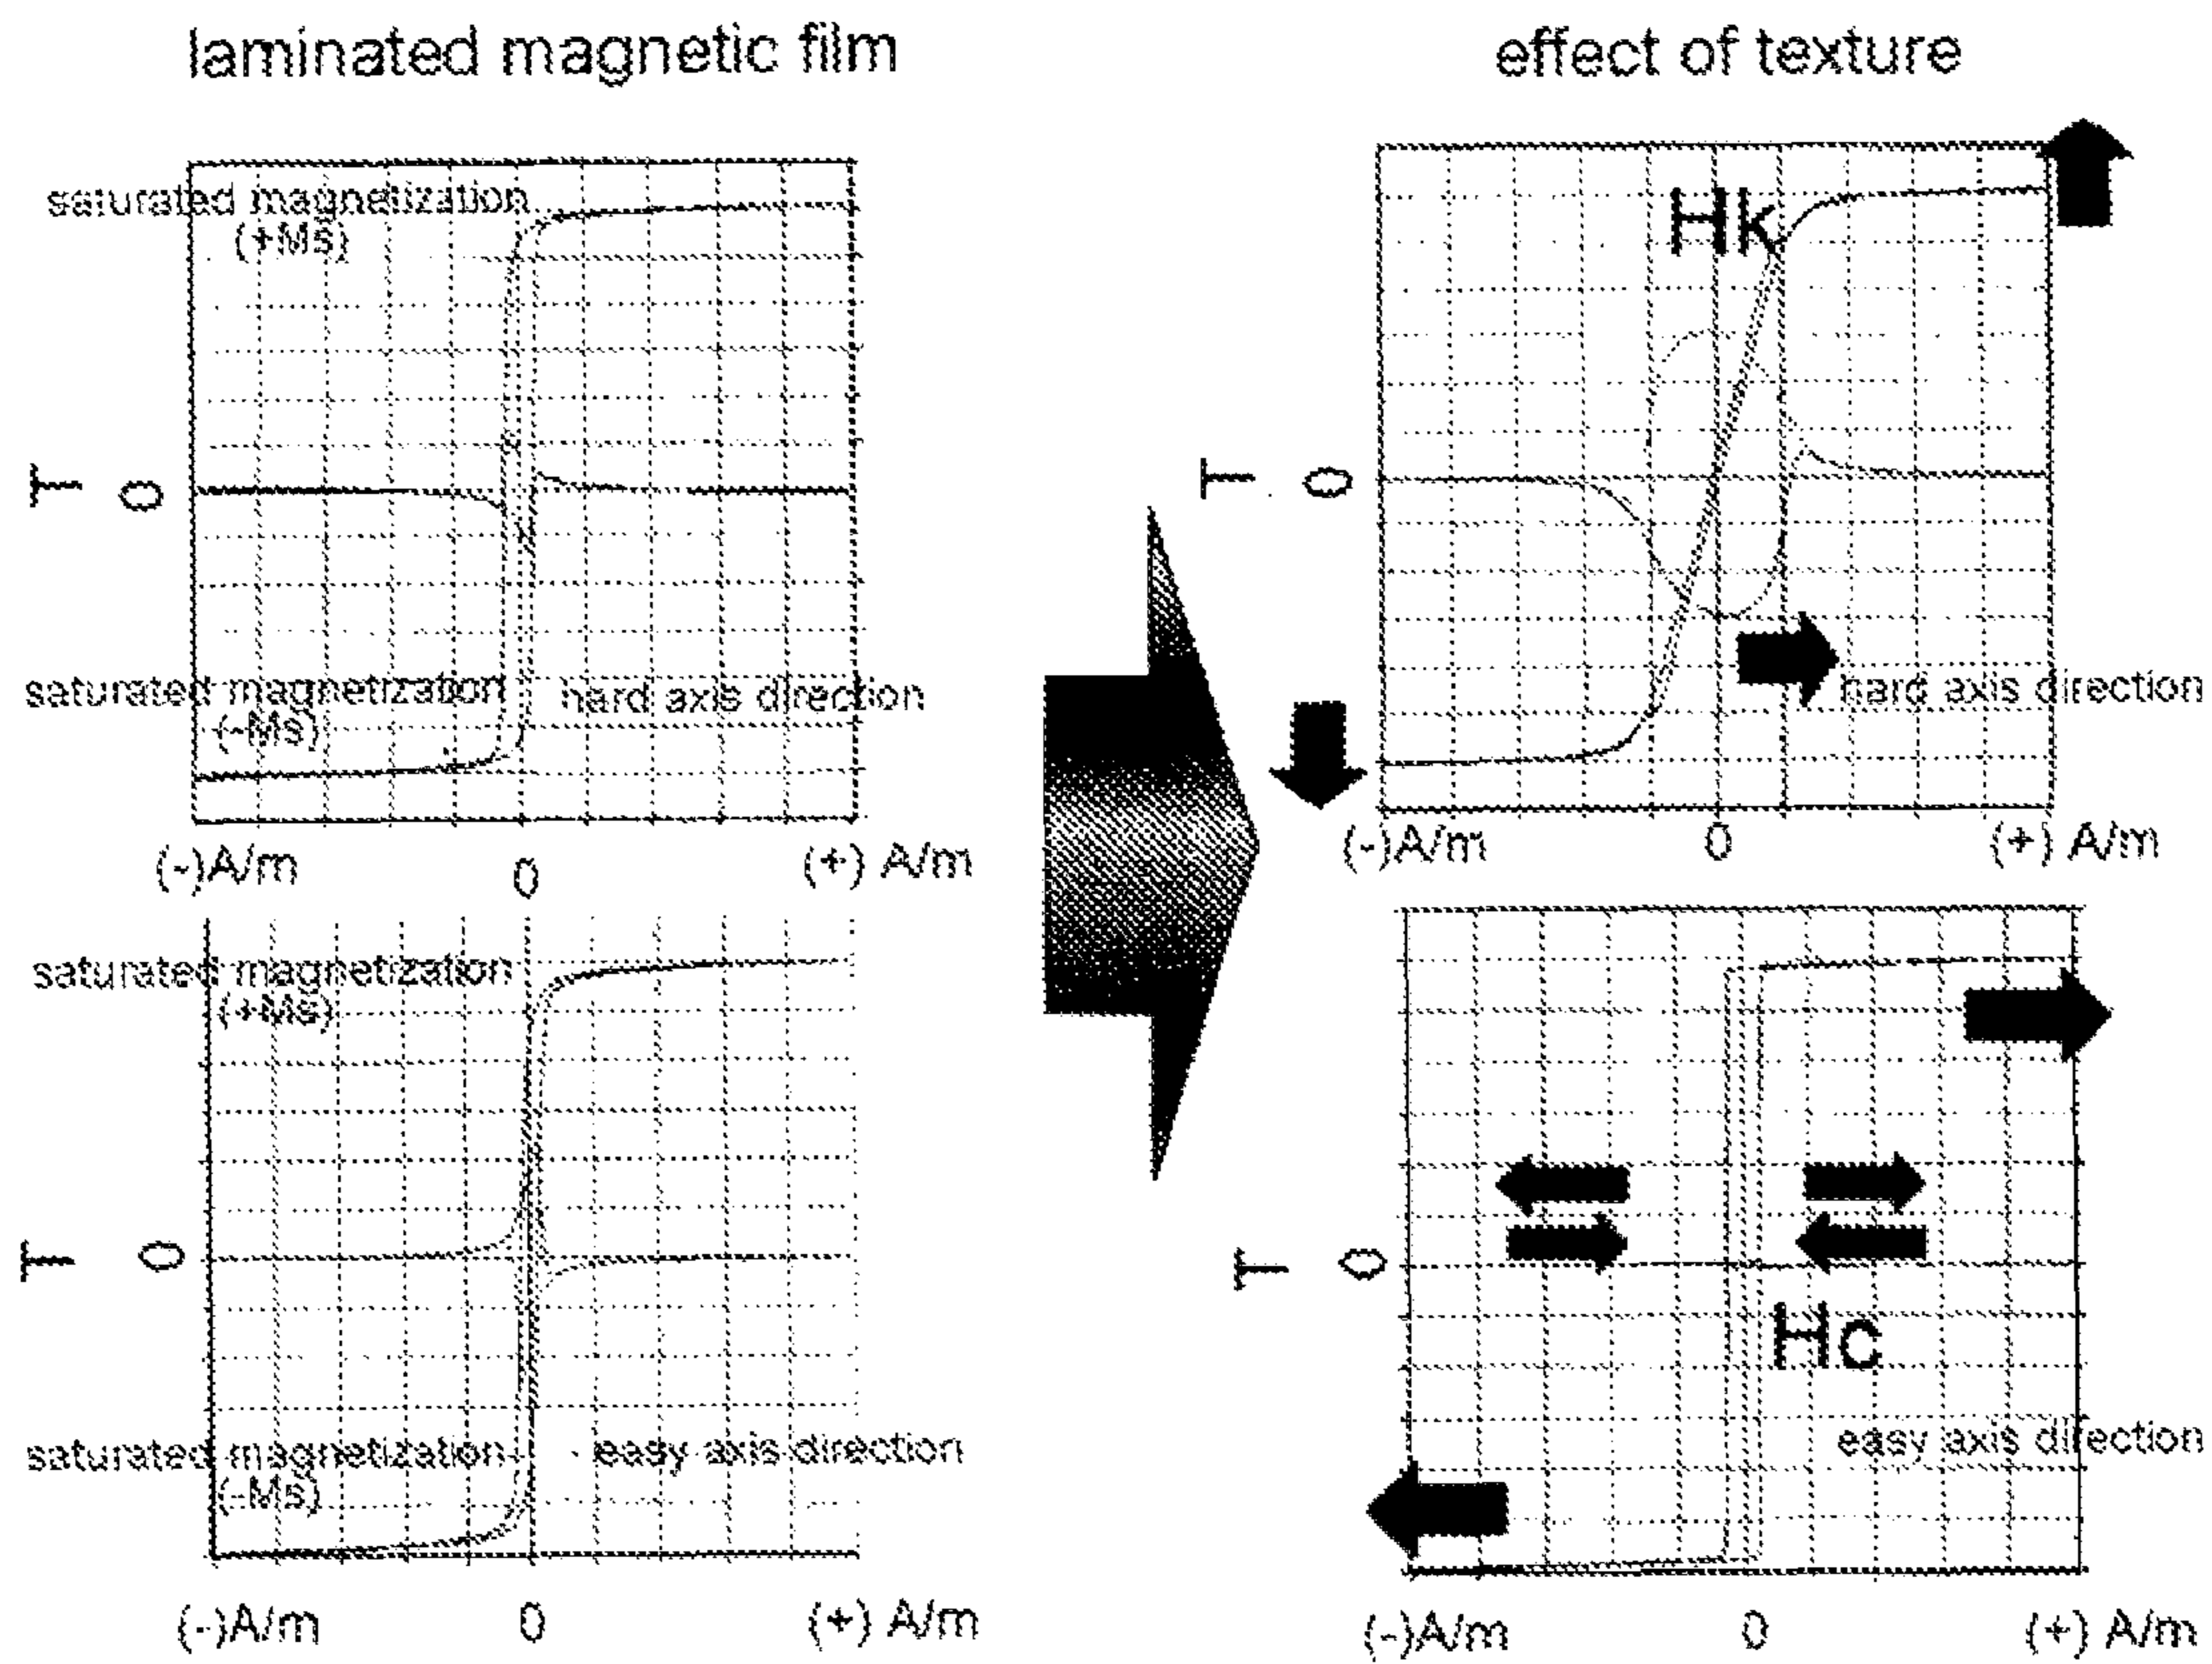 laminated magnetic film
effect of texture
saturated magnetization
(+Ms)
T
0
saturated magnetization
(-Ms)
hard axis direction
(-)A/m
0
(+) A/m
Hk
T
0
hard axis direction
(-)A/m
0
(+) A/m
saturated magnetization
(+Ms)
T
0
saturated magnetization
(-Ms)
easy axis direction
(-)A/m
0
(+) A/m
T
0
Hc
easy axis direction
(-)A/m
0
(+) A/m